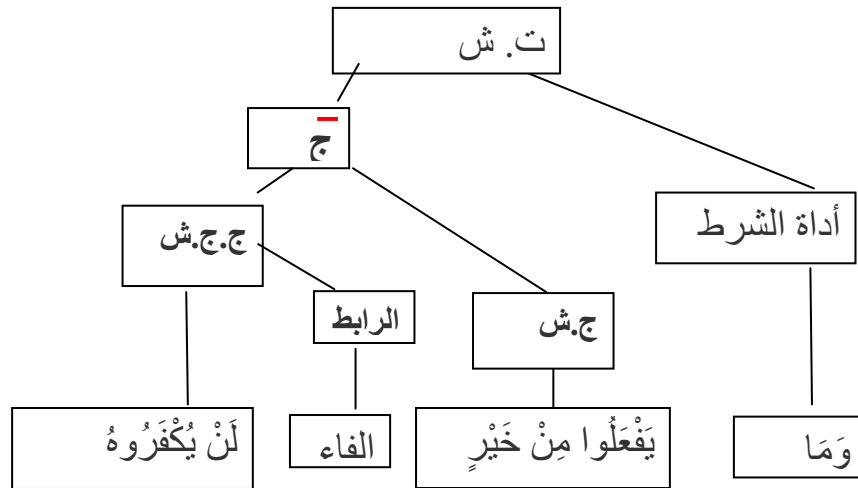 ت. ش
ج
أداة الشرط
ج.ج.ش
الرابط
ج.ش
وَمَا
يَفْعَلُوا مِنْ خَيْرٍ
الفاء
لَنْ يُكْفَرُوهُ